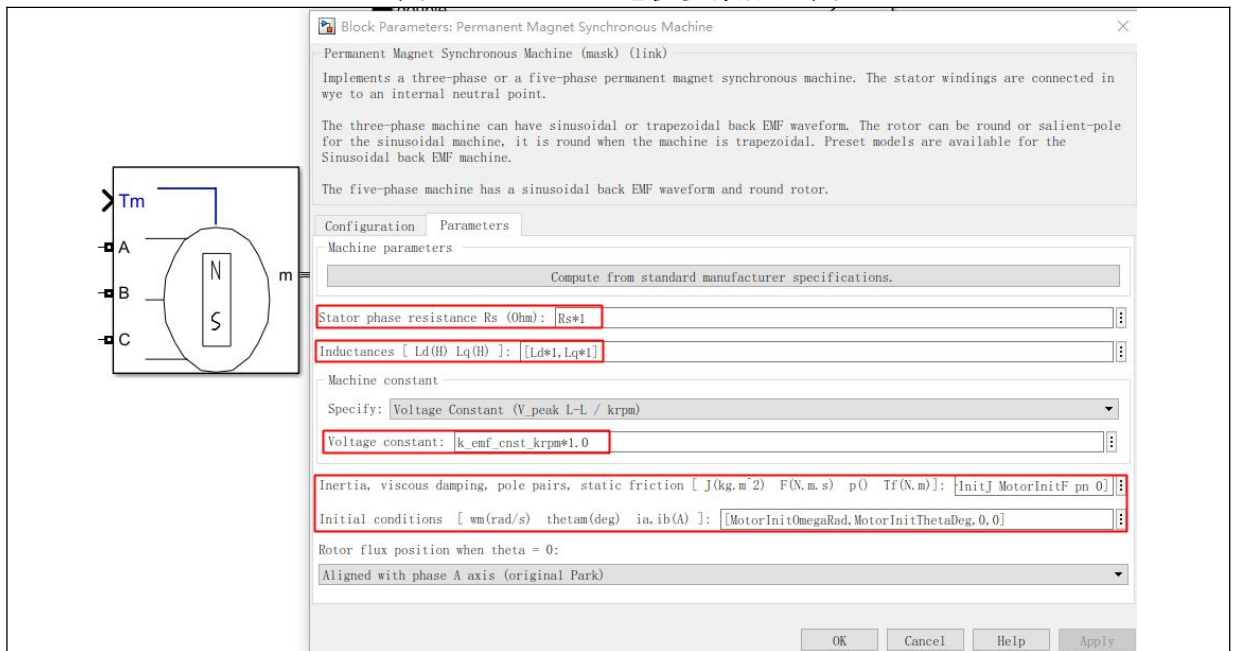 Block Parameters: Permanent Magnet Synchronous Machine
Permanent Magnet Synchronous Machine (mask) (link)
Implements a three-phase or a five-phase permanent magnet synchronous machine. The stator windings are connected in
wye to an internal neutral point.
The three-phase machine can have sinusoidal or trapezoidal back EMF waveform. The rotor can be round or salient-pole
for the sinusoidal machine, it is round when the machine is trapezoidal. Preset models are available for the
Sinusoidal back EMF machine.
The five-phase machine has a sinusoidal back EMF waveform and round rotor.
Tm
A
B
C
N
S
m
Configuration Parameters
Machine parameters
Compute from standard manufacturer specifications.
Stator phase resistance Rs (Ohm): Rs*1
Inductances [ Ld(H) Lq(H) ]: [Ld*1,Lq*1]
Machine constant
Specify: Voltage Constant (V_peak L-L / krpm)
Voltage constant: k_emf_cnst_krpm*1.0
Inertia, viscous damping, pole pairs, static friction [ J(kg.m^2) F(N.m.s) p() Tf(N.m)]: InitJ MotorInitF pn 0]
Initial conditions [ wm(rad/s) thetam(deg) ia,ib(A) ]: [MotorInitOmegaRad,MotorInitThetaDeg,0,0]
Rotor flux position when theta = 0:
Aligned with phase A axis (original Park)
OK Cancel Help Apply